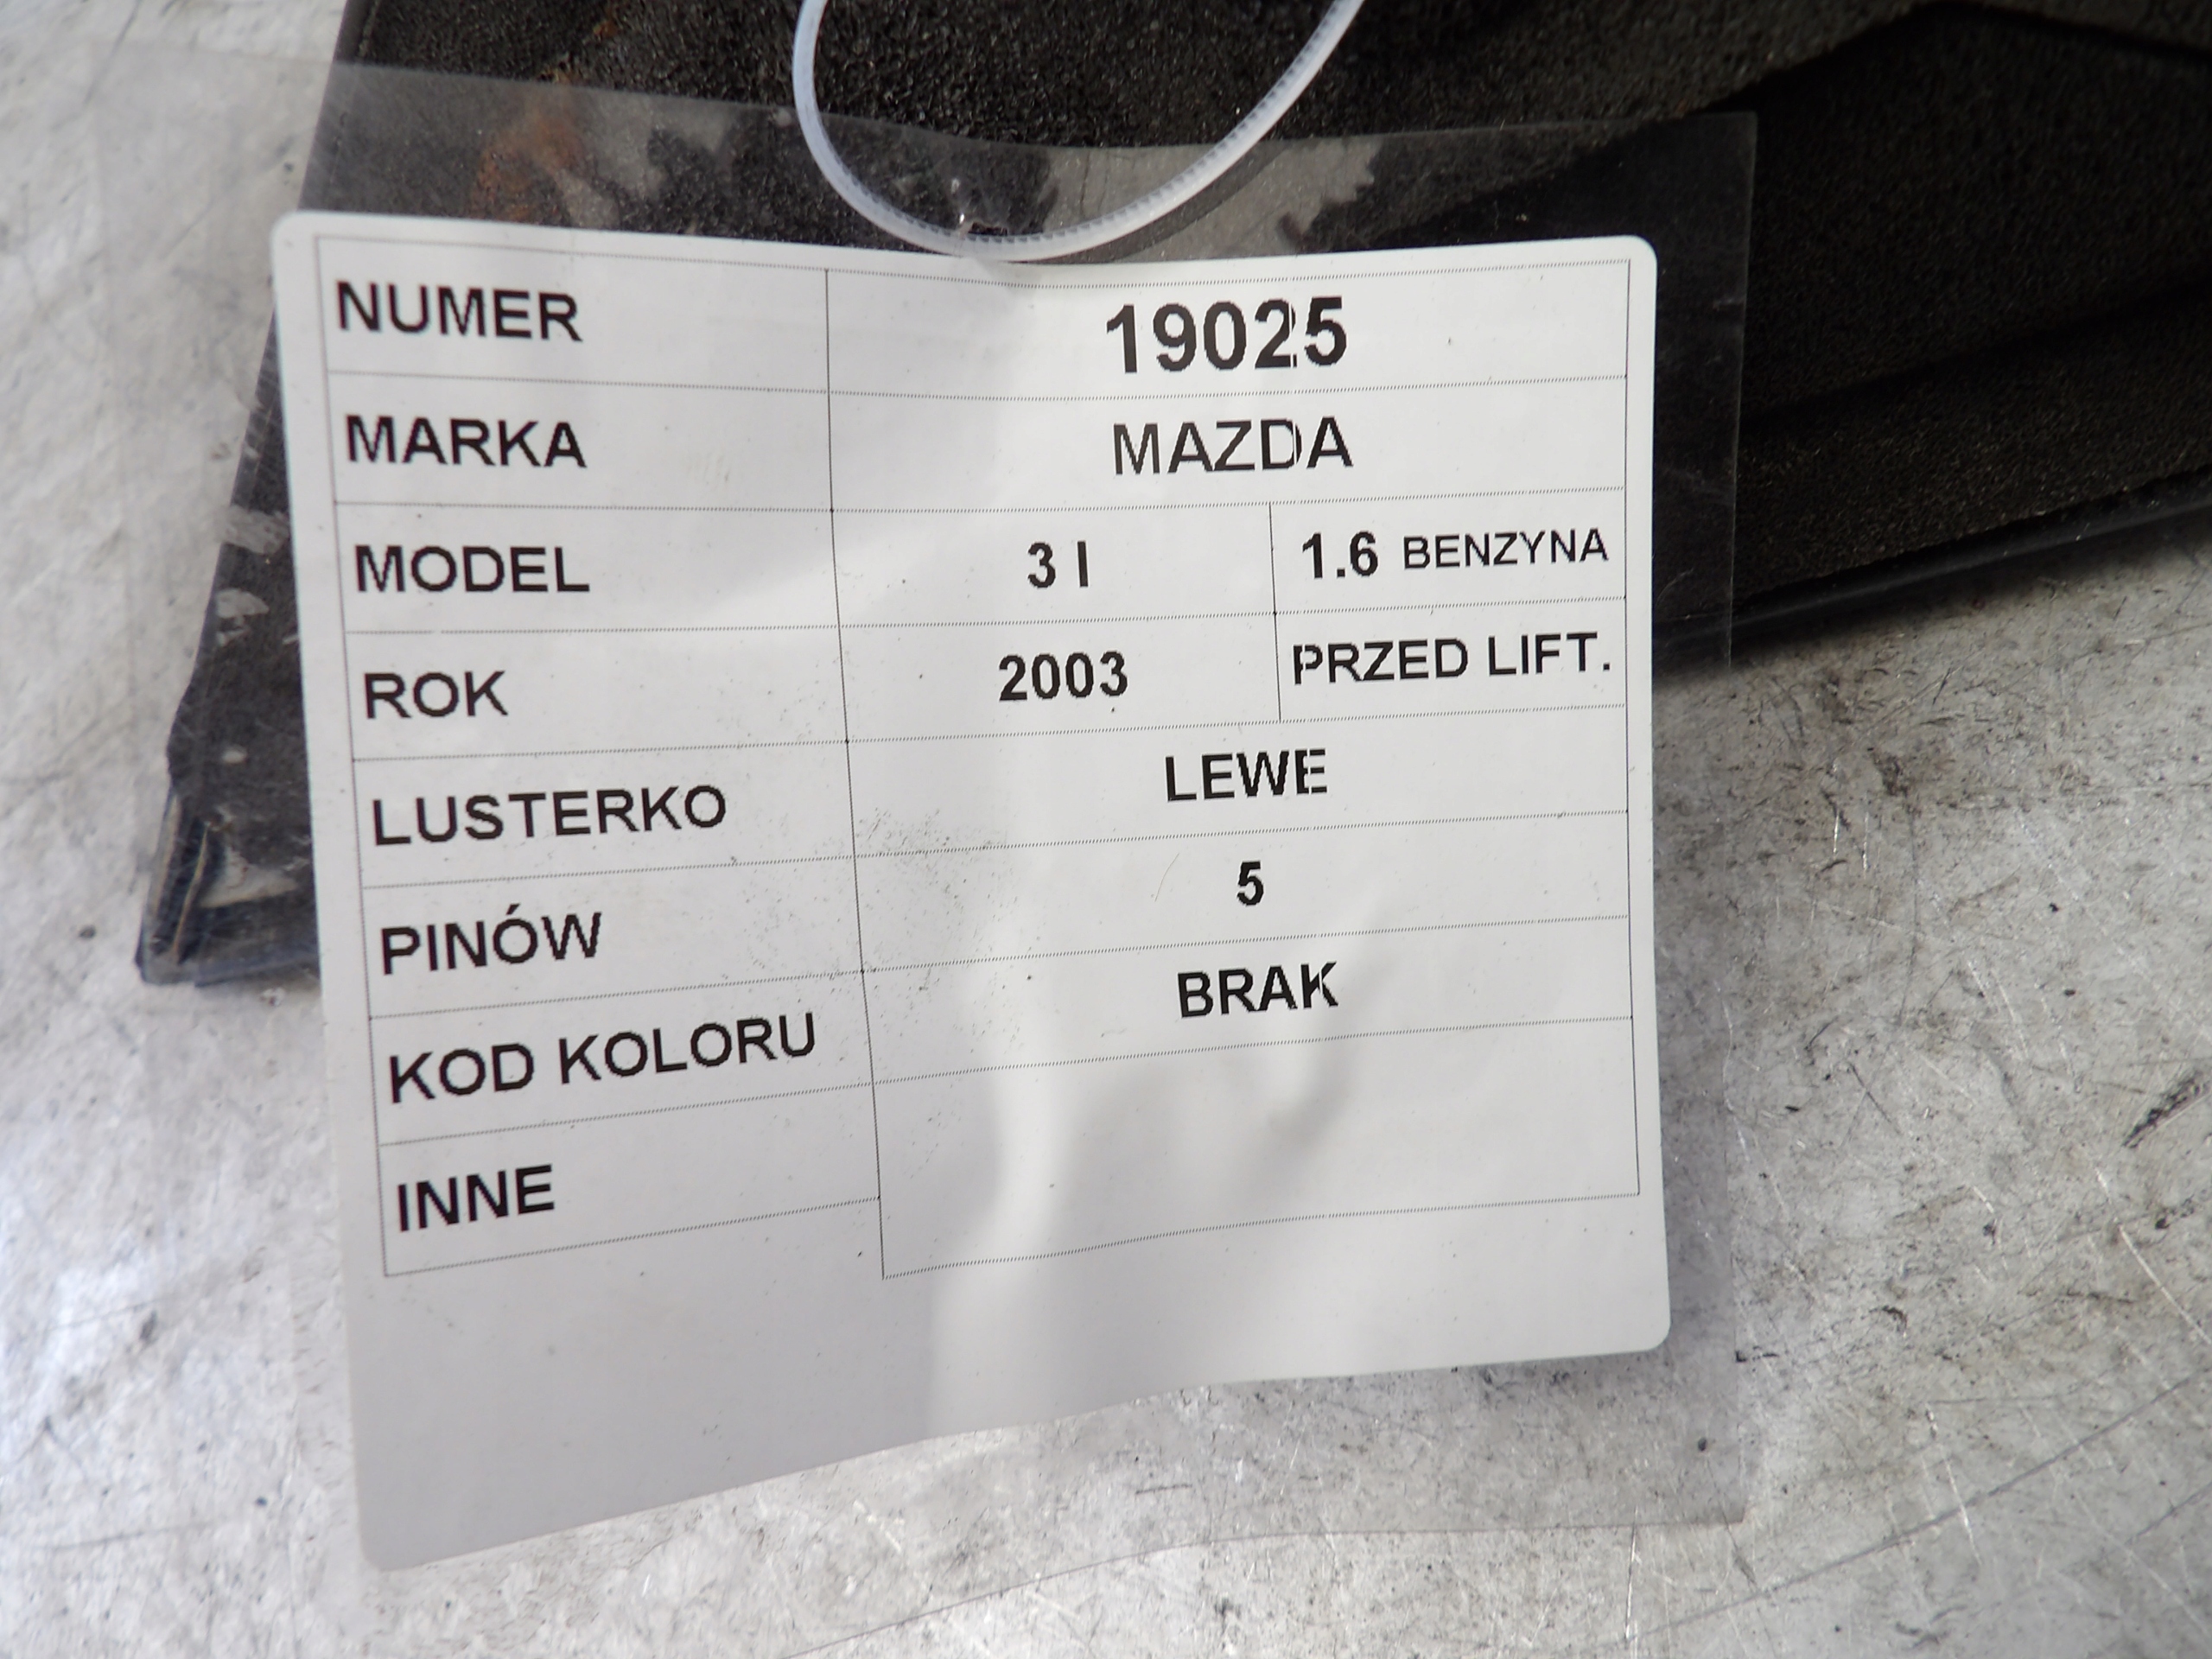 NUMER 19025
MARKA MAZDA
MODEL 3 I 1.6 BENZYNA
ROK 2003 PRZED LIFT.
LUSTERKO LEWE
PINÓW 5
KOD KOLORU BRAK
INNE